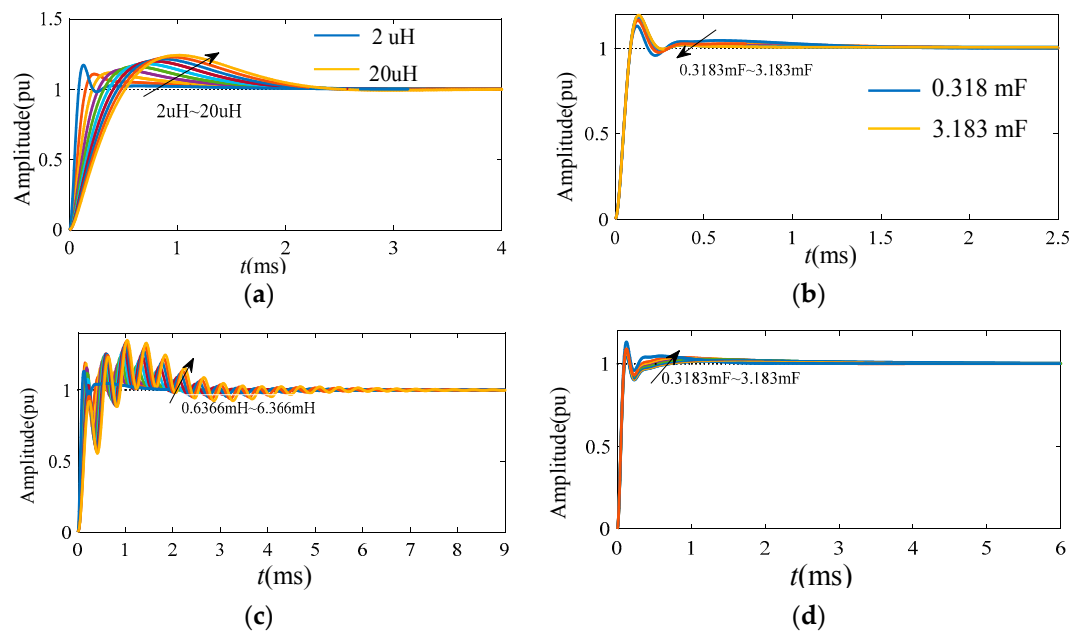 1.5
1
0.5
0
Amplitude(pu)
2 uH
20uH
2uH~20uH
0 1 2 3 4
t(ms)
(a)
1
0.5
0
Amplitude(pu)
0.3183mF~3.183mF
0.318 mF
3.183 mF
0 0.5 1 1.5 2 2.5
t(ms)
(b)
1
0.5
0
Amplitude(pu)
0.6366mH~6.366mH
0 1 2 3 4 5 6 7 8 9
t(ms)
(c)
1
0.5
0
Amplitude(pu)
0.3183mF~3.183mF
0 1 2 3 4 5 6
t(ms)
(d)